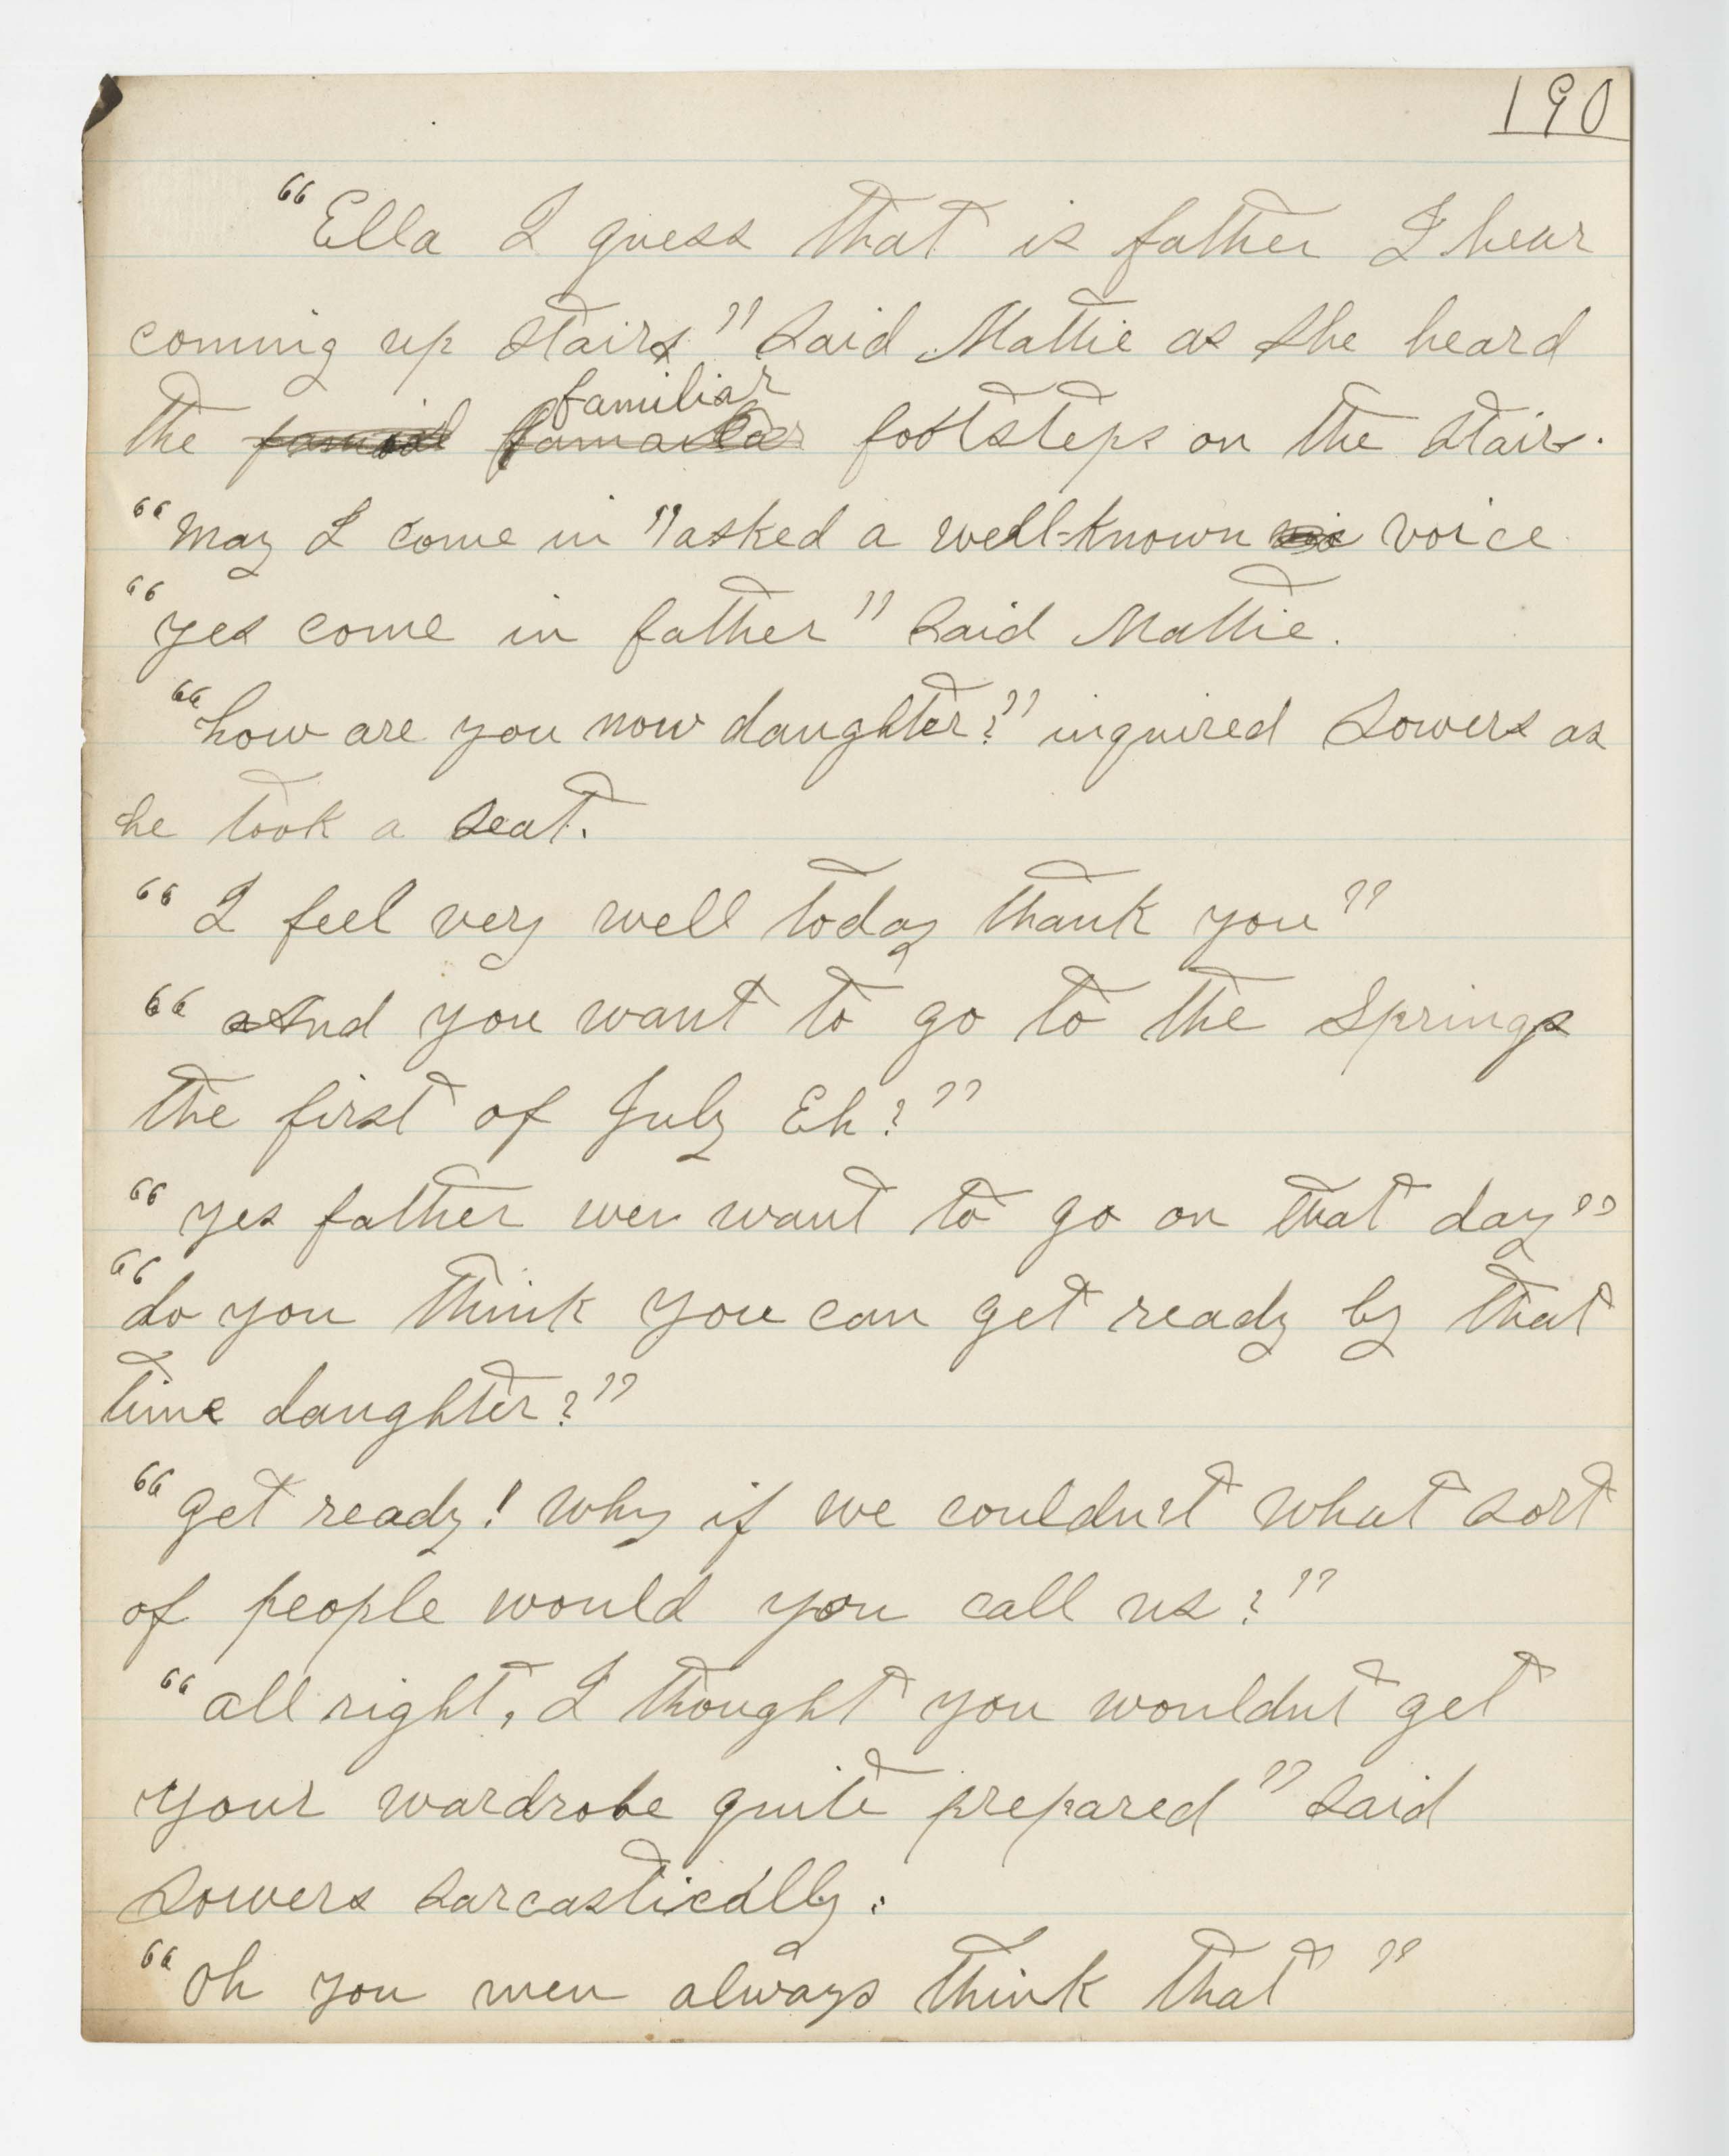 190
"Ella I guess that is father I hear
coming up stairs" said Mattie as she heard
familiar
the footsteps on the stairs.
"may I come in" asked a well-known voice
"yes come in father" said Mattie.
"how are you now daughter?" inquired Sowers as
he took a seat.
"I feel very well today thank you"
"And you want to go to the Springs
the first of July Eh?"
"yes father we want to go on that day"
"do you think you can get ready by that
time daughter?"
"get ready! why if we couldn't what sort
of people would you call us?"
"all right, I thought you wouldnt get
your wardrobe quite prepared" said
Sowers sarcastically.
"oh you men always think that"